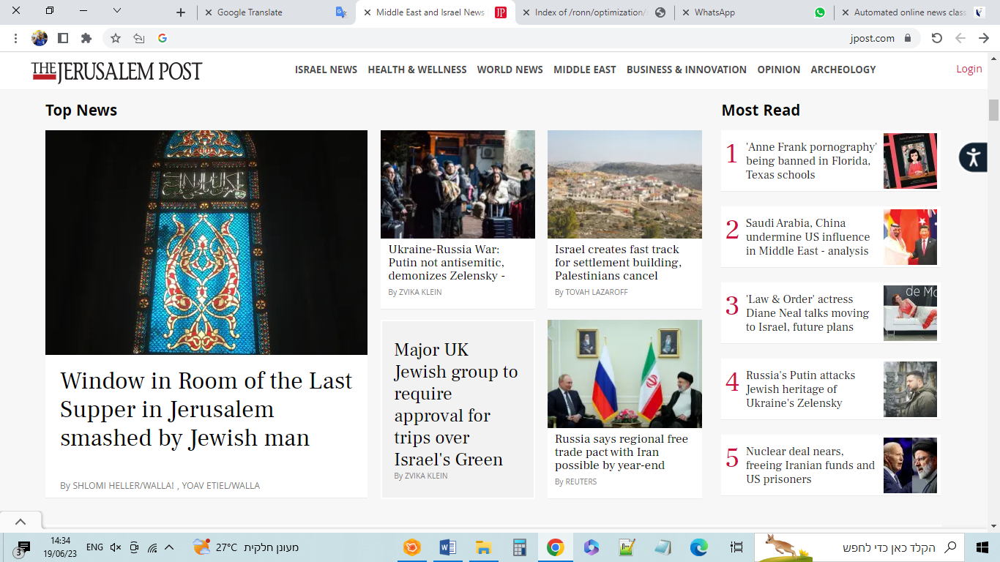 Google Translate
Middle East and Israel News
JP
Index of /ronn/optimization/
WhatsApp
Automated online news clas
jpost.com
THE JERUSALEM POST
ISRAEL NEWS HEALTH & WELLNESS WORLD NEWS MIDDLE EAST BUSINESS & INNOVATION OPINION ARCHEOLOGY
Login
Top News
Window in Room of the Last
Supper in Jerusalem
smashed by Jewish man
By SHLOMI HELLER/WALLA! , YOAV ETIEL/WALLA
Ukraine-Russia War:
Putin not antisemitic,
demonizes Zelensky -
By ZVIKA KLEIN
Israel creates fast track
for settlement building,
Palestinians cancel
By TOVAH LAZAROFF
Major UK
Jewish group to
require
approval for
trips over
Israel's Green
By ZVIKA KLEIN
Russia says regional free
trade pact with Iran
possible by year-end
By REUTERS
Most Read
1
'Anne Frank pornography'
being banned in Florida,
Texas schools
2
Saudi Arabia, China
undermine US influence
in Middle East - analysis
3
'Law & Order' actress
Diane Neal talks moving
to Israel, future plans
de Mo
4
Russia's Putin attacks
Jewish heritage of
Ukraine's Zelensky
5
Nuclear deal nears,
freeing Iranian funds and
US prisoners
3
14:34
19/06/23
ENG
27°C מעונן חלקית
הקלד כאן כדי לחפש